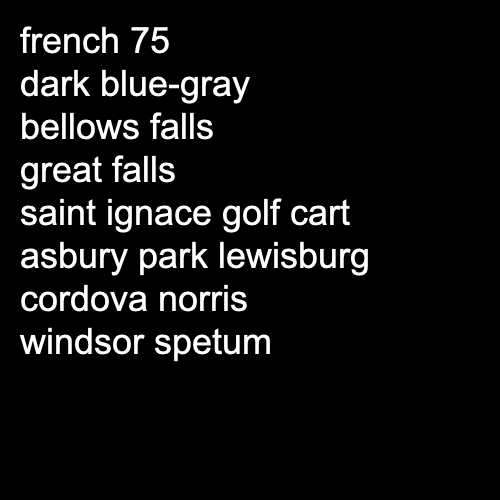 french 75
dark blue-gray
bellows falls
great falls
saint ignace golf cart
asbury park lewisburg
cordova norris
windsor spetum